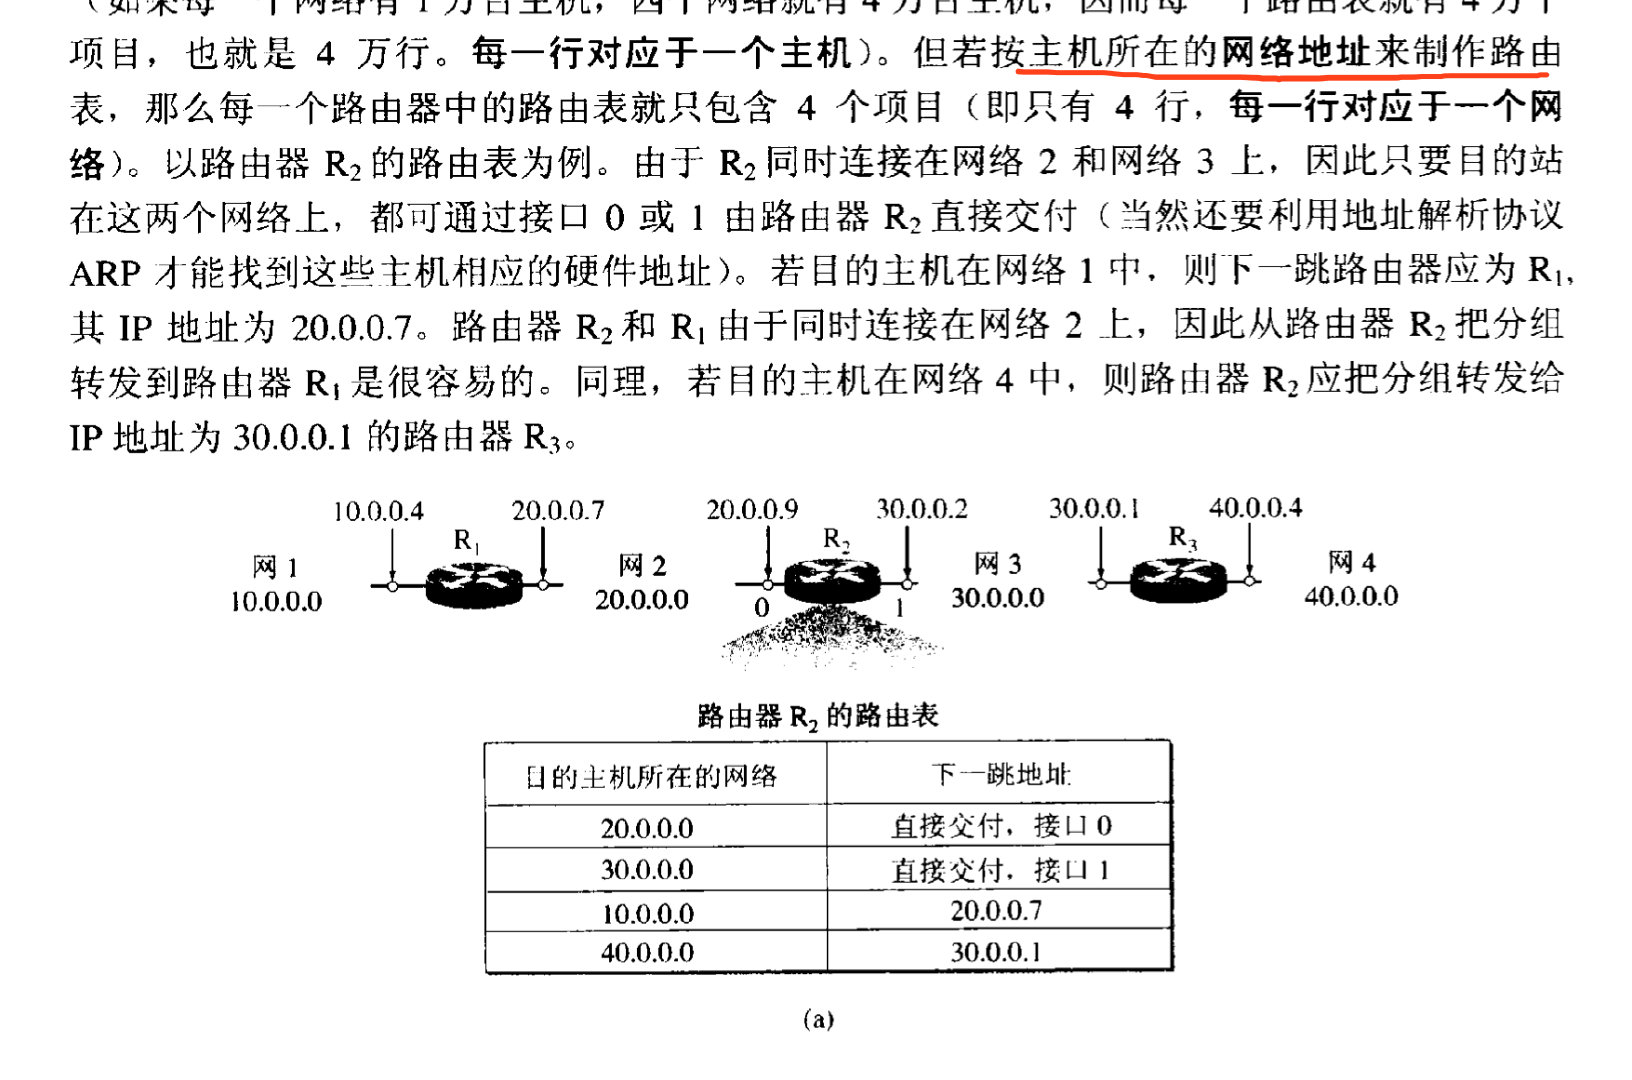 （如果每一个网络有 1 万台主机，四个网络就有 4 万台主机，因而每一个路由表就有 4 万个
项目，也就是 4 万行。每一行对应于一个主机）。但若按主机所在的网络地址来制作路由
表，那么每一个路由器中的路由表就只包含 4 个项目（即只有 4 行，每一行对应于一个网
络）。以路由器 R₂ 的路由表为例。由于 R₂ 同时连接在网络 2 和网络 3 上，因此只要目的站
在这两个网络上，都可通过接口 0 或 1 由路由器 R₂ 直接交付（当然还要利用地址解析协议
ARP 才能找到这些主机相应的硬件地址）。若目的主机在网络 1 中，则下一跳路由器应为 R₁，
其 IP 地址为 20.0.0.7。路由器 R₂ 和 R₁ 由于同时连接在网络 2 上，因此从路由器 R₂ 把分组
转发到路由器 R₁ 是很容易的。同理，若目的主机在网络 4 中，则路由器 R₂ 应把分组转发给
IP 地址为 30.0.0.1 的路由器 R₃。
10.0.0.4 20.0.0.7 20.0.0.9 30.0.0.2 30.0.0.1 40.0.0.4
R₁ R₂ R₃
网 1 网 2 网 3 网 4
10.0.0.0 20.0.0.0 0 1 30.0.0.0 40.0.0.0
路由器 R₂ 的路由表
目的主机所在的网络 下一跳地址
20.0.0.0 直接交付，接口 0
30.0.0.0 直接交付，接口 1
10.0.0.0 20.0.0.7
40.0.0.0 30.0.0.1
(a)